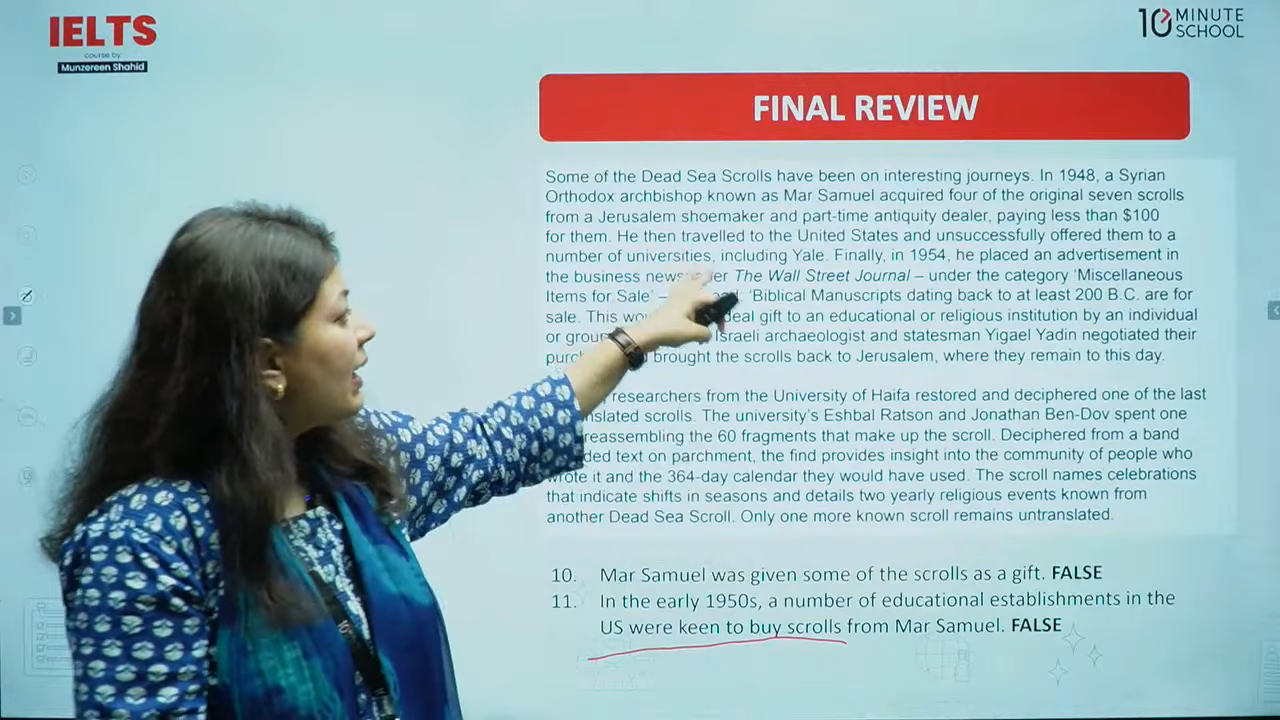 IELTS
course by
Munzereen Shahid
10 MINUTE
SCHOOL
FINAL REVIEW
Some of the Dead Sea Scrolls have been on interesting journeys. In 1948, a Syrian
Orthodox archbishop known as Mar Samuel acquired four of the original seven scrolls
from a Jerusalem shoemaker and part-time antiquity dealer, paying less than $100
for them. He then travelled to the United States and unsuccessfully offered them to a
number of universities, including Yale. Finally, in 1954, he placed an advertisement in
the business The Wall Street Journal – under the category 'Miscellaneous
Items for Sale' – 'Biblical Manuscripts dating back to at least 200 B.C. are for
sale. This gift to an educational or religious institution by an individual
or Israeli archaeologist and statesman Yigael Yadin negotiated their
brought the scrolls back to Jerusalem, where they remain to this day.
researchers from the University of Haifa restored and deciphered one of the last
scrolls. The university's Eshbal Ratson and Jonathan Ben-Dov spent one
reassembling the 60 fragments that make up the scroll. Deciphered from a band
text on parchment, the find provides insight into the community of people who
wrote it and the 364-day calendar they would have used. The scroll names celebrations
that indicate shifts in seasons and details two yearly religious events known from
another Dead Sea Scroll. Only one more known scroll remains untranslated.
10. Mar Samuel was given some of the scrolls as a gift. FALSE
11. In the early 1950s, a number of educational establishments in the
US were keen to buy scrolls from Mar Samuel. FALSE